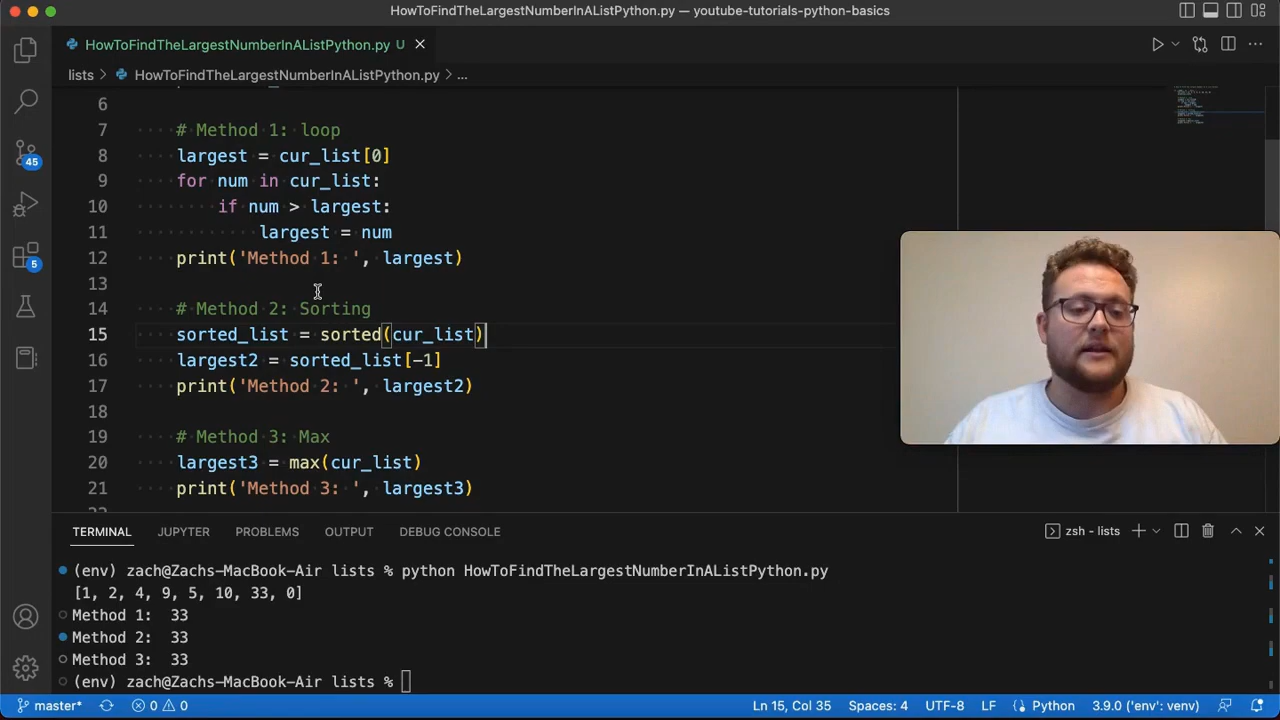 HowToFindTheLargestNumberInAListPython.py — youtube-tutorials-python-basics
HowToFindTheLargestNumberInAListPython.py U
lists > HowToFindTheLargestNumberInAListPython.py > ...
6
7 # Method 1: loop
8 largest = cur_list[0]
9 for num in cur_list:
10 if num > largest:
11 largest = num
12 print('Method 1: ', largest)
13
14 # Method 2: Sorting
15 sorted_list = sorted(cur_list)
16 largest2 = sorted_list[-1]
17 print('Method 2: ', largest2)
18
19 # Method 3: Max
20 largest3 = max(cur_list)
21 print('Method 3: ', largest3)
45
5
TERMINAL JUPYTER PROBLEMS OUTPUT DEBUG CONSOLE zsh - lists
(env) zach@Zachs-MacBook-Air lists % python HowToFindTheLargestNumberInAListPython.py
[1, 2, 4, 9, 5, 10, 33, 0]
Method 1:  33
Method 2:  33
Method 3:  33
(env) zach@Zachs-MacBook-Air lists %
master* 0 0 Ln 15, Col 35 Spaces: 4 UTF-8 LF Python 3.9.0 ('env': venv)